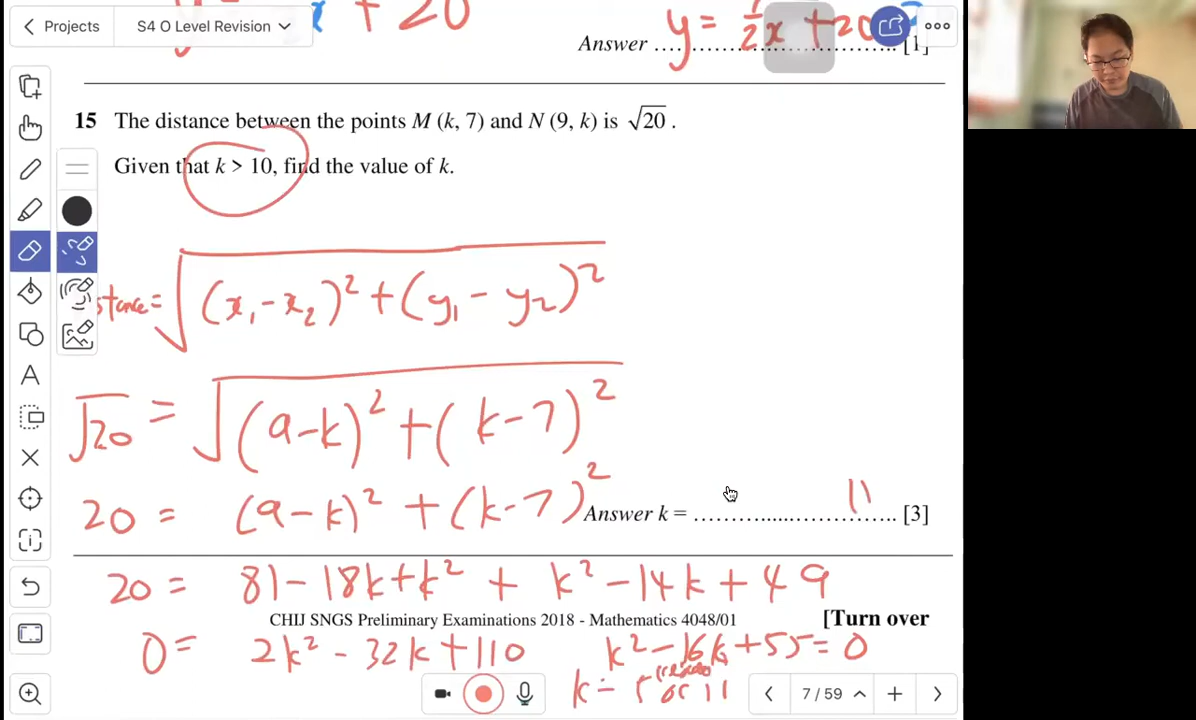 Projects
S4 O Level Revision
x + 20
y = 1/2 x + 20
Answer ........................................ [1]
15 The distance between the points M (k, 7) and N (9, k) is √20 .
Given that k > 10, find the value of k.
stance = √(x₁ - x₂)² + (y₁ - y₂)²
√20 = √(9-k)² + (k-7)²
20 = (9-k)² + (k-7)²
Answer k = ........................................ [3]
11
20 = 81 - 18k + k² + k² - 14k + 49
CHIJ SNGS Preliminary Examinations 2018 - Mathematics 4048/01
[Turn over
0 = 2k² - 32k + 110
k² - 16k + 55 = 0
k = 5 or 11
7 / 59